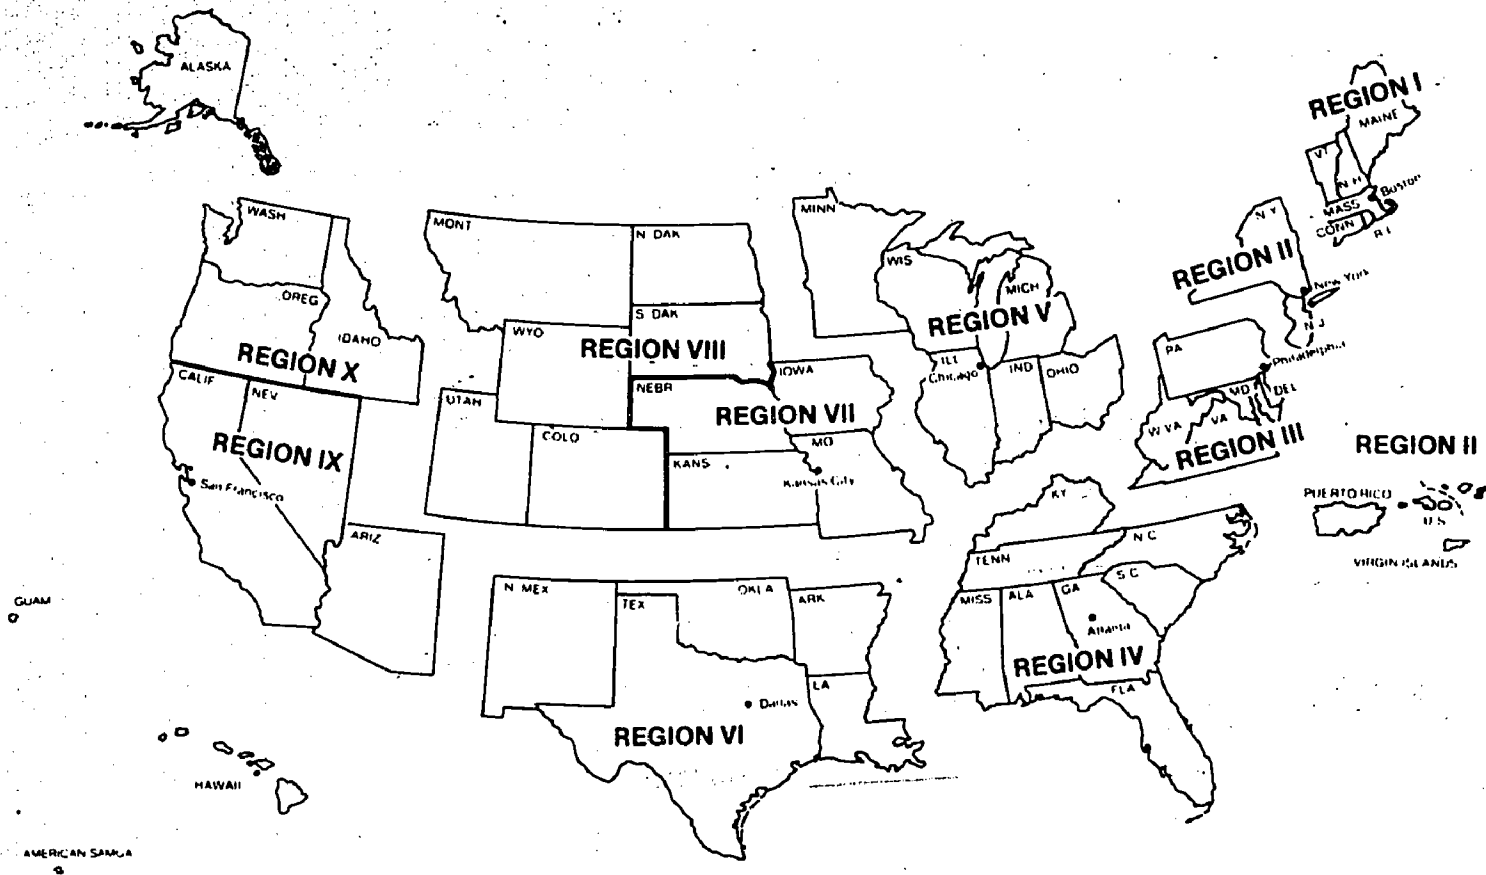 ALASKA
REGION I
MAINE
VT
N H
Boston
MASS
CONN
R I
N Y
REGION II
New York
N J
WASH
OREG
IDAHO
REGION X
MONT
N DAK
S DAK
WYO
REGION VIII
UTAH
COLO
MINN
WIS
MICH
REGION V
ILL
Chicago
IND
OHIO
PA
Philadelphia
MD
DEL
W VA
VA
REGION III
REGION II
PUERTO RICO
U S
VIRGIN ISLANDS
CALIF
NEV
REGION IX
San Francisco
ARIZ
NEBR
IOWA
REGION VII
MO
KANS
Kansas City
KY
TENN
N C
S C
MISS
ALA
GA
Atlanta
REGION IV
FLA
N MEX
TEX
OKLA
ARK
LA
Dallas
REGION VI
GUAM
HAWAII
AMERICAN SAMOA